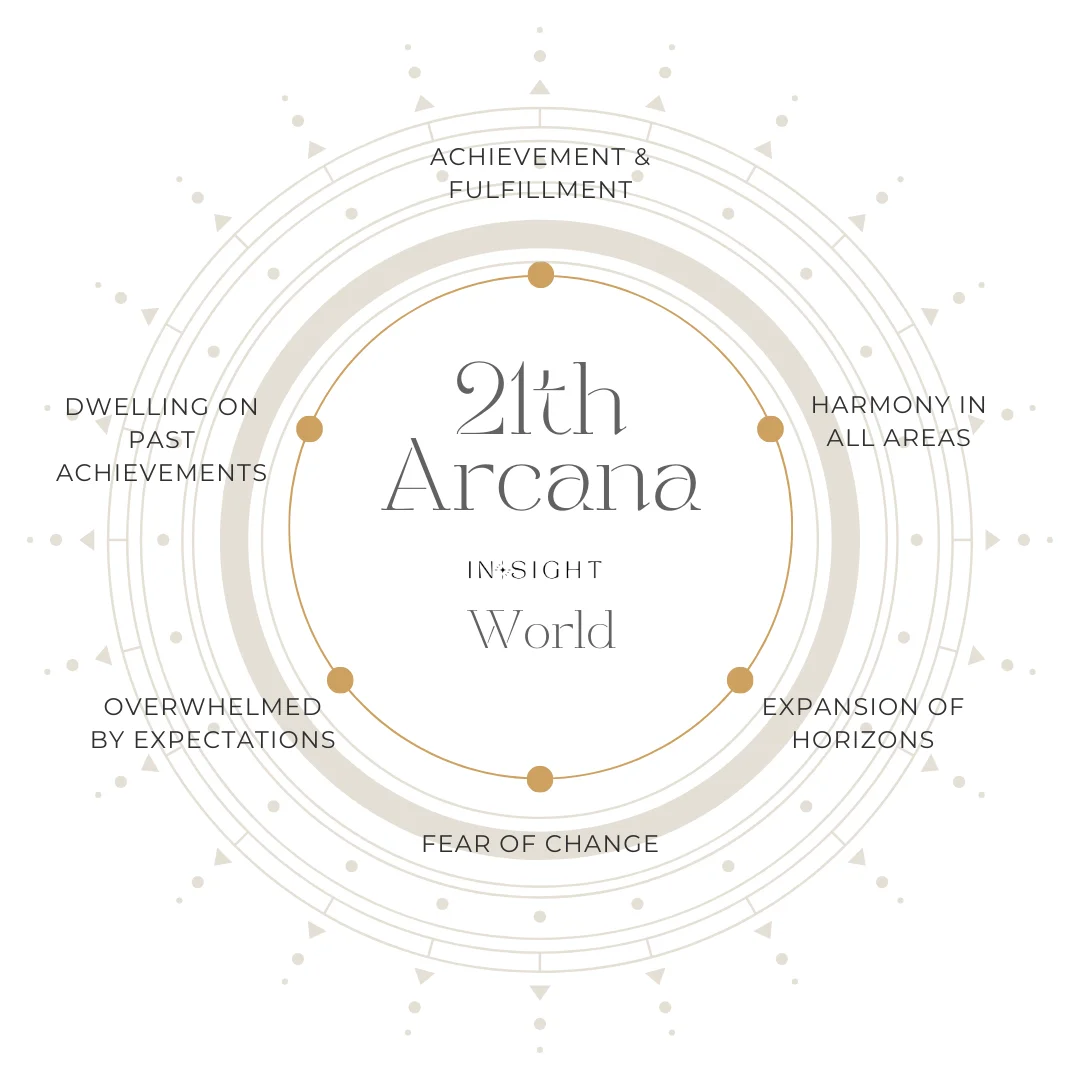 ACHIEVEMENT &
FULFILLMENT
DWELLING ON
PAST
ACHIEVEMENTS
HARMONY IN
ALL AREAS
21th
Arcana
IN SIGHT
World
OVERWHELMED
BY EXPECTATIONS
EXPANSION OF
HORIZONS
FEAR OF CHANGE